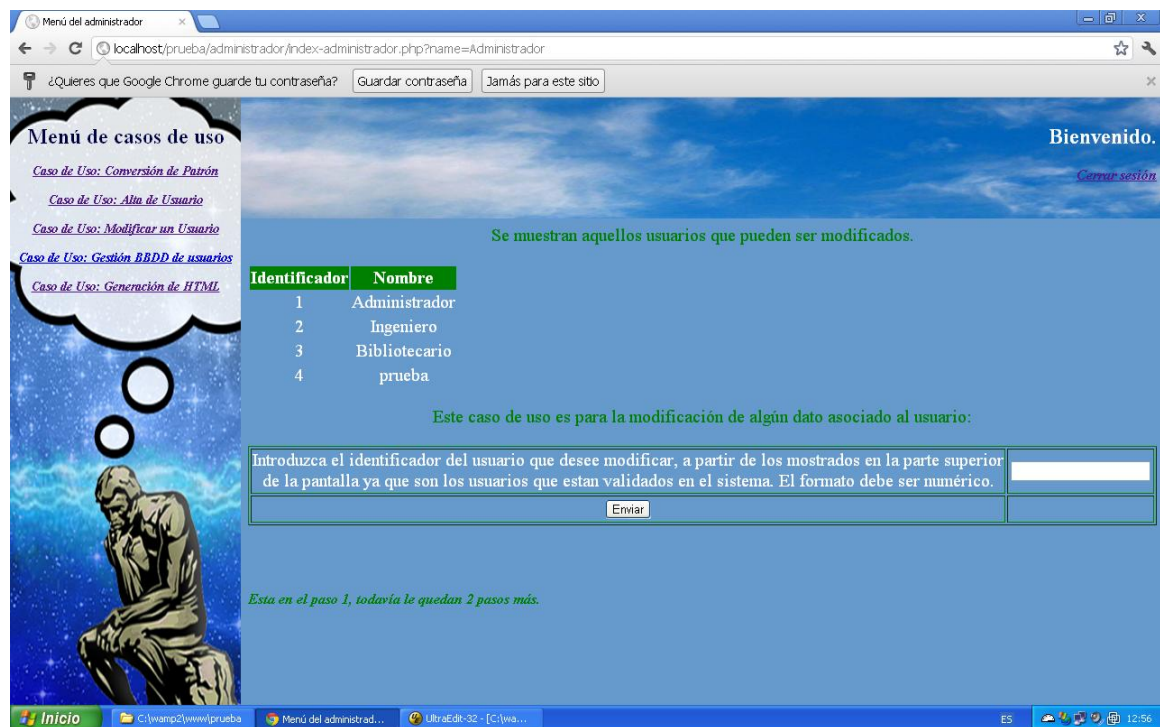 Menú del administrador
localhost/prueba/administrador/index-administrador.php?name=Administrador
¿Quieres que Google Chrome guarde tu contraseña? Guardar contraseña Jamás para este sitio
Menú de casos de uso
Caso de Uso: Conversión de Patrón
Caso de Uso: Alta de Usuario
Caso de Uso: Modificar un Usuario
Caso de Uso: Gestión BBDD de usuarios
Caso de Uso: Generación de HTML
Bienvenido.
Cerrar sesión
Se muestran aquellos usuarios que pueden ser modificados.
Identificador Nombre
1 Administrador
2 Ingeniero
3 Bibliotecario
4 prueba
Este caso de uso es para la modificación de algún dato asociado al usuario:
Introduzca el identificador del usuario que desee modificar, a partir de los mostrados en la parte superior
de la pantalla ya que son los usuarios que estan validados en el sistema. El formato debe ser numérico.
Enviar
Esta en el paso 1, todavía le quedan 2 pasos más.
Inicio C:\wamp2\www\prueba Menú del administrad... UltraEdit-32 - [C:\wa... ES 12:56